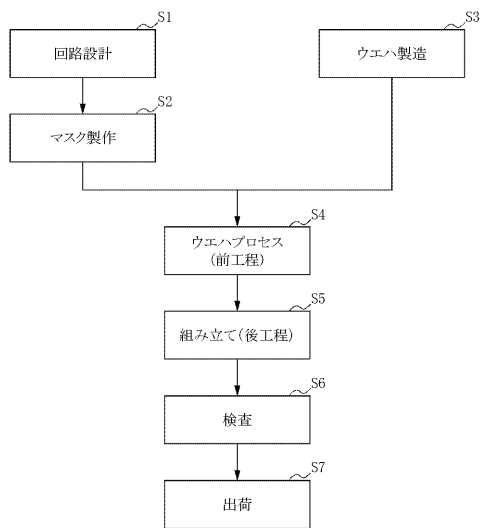 S1
回路設計
S3
ウエハ製造
S2
マスク製作
S4
ウエハプロセス
(前工程)
S5
組み立て(後工程)
S6
検査
S7
出荷